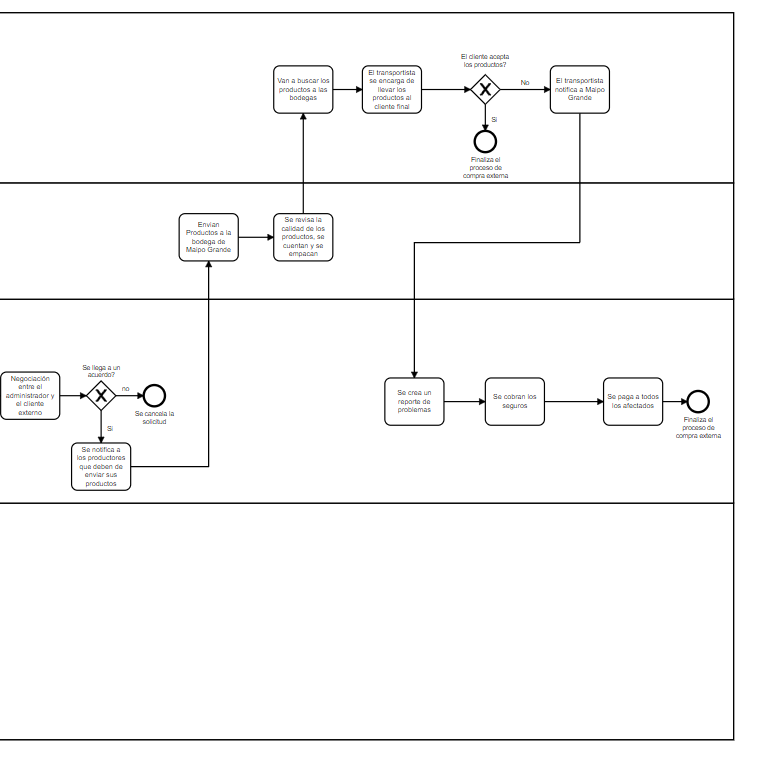 Van a buscar los
productos a las
bodegas
El transportista
se encarga de
llevar los
productos al
cliente final
El cliente acepta
los productos?
No
Si
El transportista
notifica a Maipo
Grande
Finaliza el
proceso de
compra externa
Envian
Productos a la
bodega de
Maipo Grande
Se revisa la
calidad de los
productos, se
cuentan y se
empacan
Negociación
entre el
administrador y
el cliente
externo
Se llega a un
acuerdo?
no
Si
Se cancela la
solicitud
Se notifica a
los productores
que deben de
enviar sus
productos
Se crea un
reporte de
problemas
Se cobran los
seguros
Se paga a todos
los afectados
Finaliza el
proceso de
compra externa